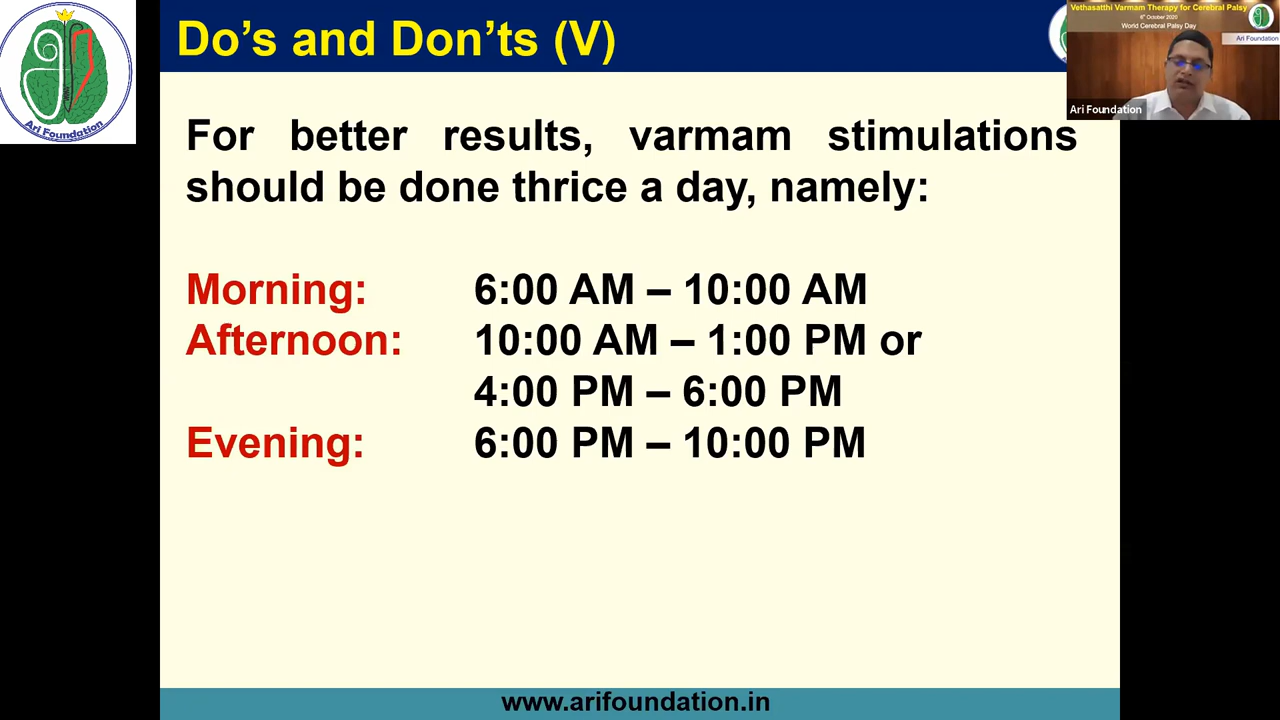 Do's and Don'ts (V)
Vethasatthi Varmam Therapy for Cerebral Palsy
6th October 2020
World Cerebral Palsy Day
Ari Foundation
Ari Foundation
Ari Foundation
For better results, varmam stimulations
should be done thrice a day, namely:
Morning: 6:00 AM – 10:00 AM
Afternoon: 10:00 AM – 1:00 PM or
4:00 PM – 6:00 PM
Evening: 6:00 PM – 10:00 PM
www.arifoundation.in